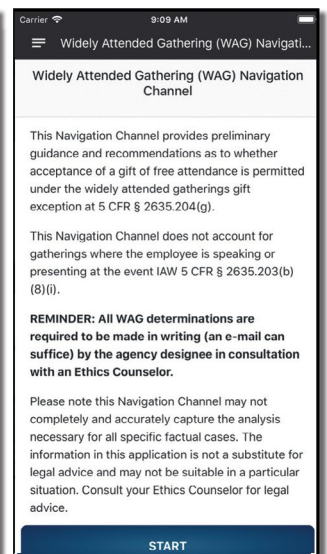 Carrier 9:09 AM
Widely Attended Gathering (WAG) Navigati...
Widely Attended Gathering (WAG) Navigation
Channel
This Navigation Channel provides preliminary
guidance and recommendations as to whether
acceptance of a gift of free attendance is permitted
under the widely attended gatherings gift
exception at 5 CFR § 2635.204(g).
This Navigation Channel does not account for
gatherings where the employee is speaking or
presenting at the event IAW 5 CFR § 2635.203(b)
(8)(i).
REMINDER: All WAG determinations are
required to be made in writing (an e-mail can
suffice) by the agency designee in consultation
with an Ethics Counselor.
Please note this Navigation Channel may not
completely and accurately capture the analysis
necessary for all specific factual cases. The
information in this application is not a substitute for
legal advice and may not be suitable in a particular
situation. Consult your Ethics Counselor for legal
advice.
START